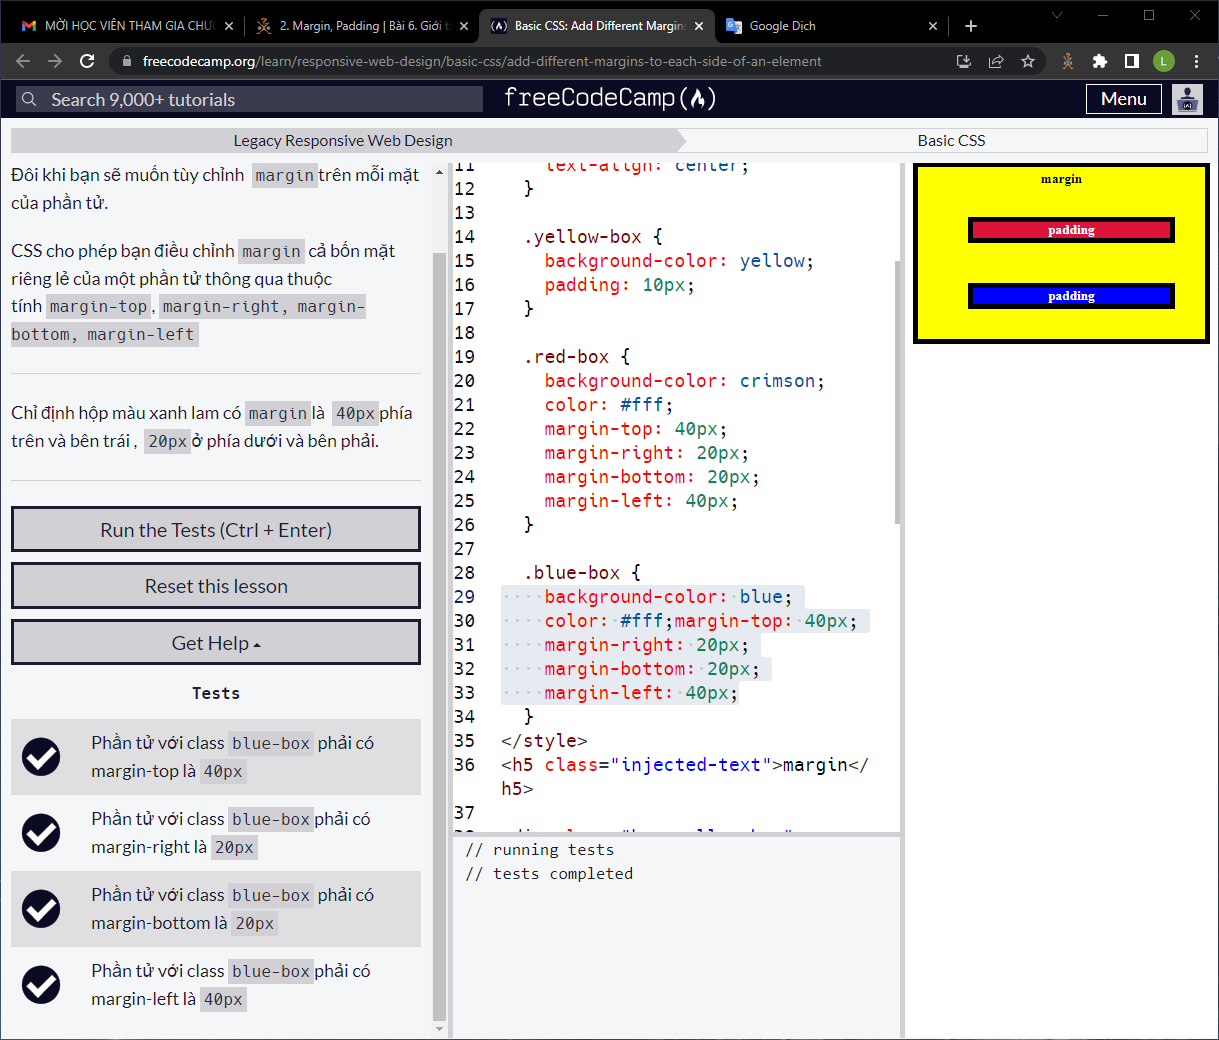 MỜI HỌC VIÊN THAM GIA CHƯ
2. Margin, Padding | Bài 6. Giới t
Basic CSS: Add Different Margins
Google Dịch
freecodecamp.org/learn/responsive-web-design/basic-css/add-different-margins-to-each-side-of-an-element
L
Search 9,000+ tutorials
freeCodeCamp
Menu
Legacy Responsive Web Design
Basic CSS
Đôi khi bạn sẽ muốn tùy chỉnh margin trên mỗi mặt
của phần tử.
CSS cho phép bạn điều chỉnh margin cả bốn mặt
riêng lẻ của một phần tử thông qua thuộc
tính margin-top , margin-right, margin-
bottom, margin-left
Chỉ định hộp màu xanh lam có margin là 40px phía
trên và bên trái , 20px ở phía dưới và bên phải.
Run the Tests (Ctrl + Enter)
Reset this lesson
Get Help
Tests
Phần tử với class blue-box phải có
margin-top là 40px
Phần tử với class blue-box phải có
margin-right là 20px
Phần tử với class blue-box phải có
margin-bottom là 20px
Phần tử với class blue-box phải có
margin-left là 40px
11 text-align: center;
12 }
13
14 .yellow-box {
15 background-color: yellow;
16 padding: 10px;
17 }
18
19 .red-box {
20 background-color: crimson;
21 color: #fff;
22 margin-top: 40px;
23 margin-right: 20px;
24 margin-bottom: 20px;
25 margin-left: 40px;
26 }
27
28 .blue-box {
29 background-color: blue;
30 color: #fff;margin-top: 40px;
31 margin-right: 20px;
32 margin-bottom: 20px;
33 margin-left: 40px;
34 }
35 </style>
36 <h5 class="injected-text">margin</
h5>
37
// running tests
// tests completed
margin
padding
padding